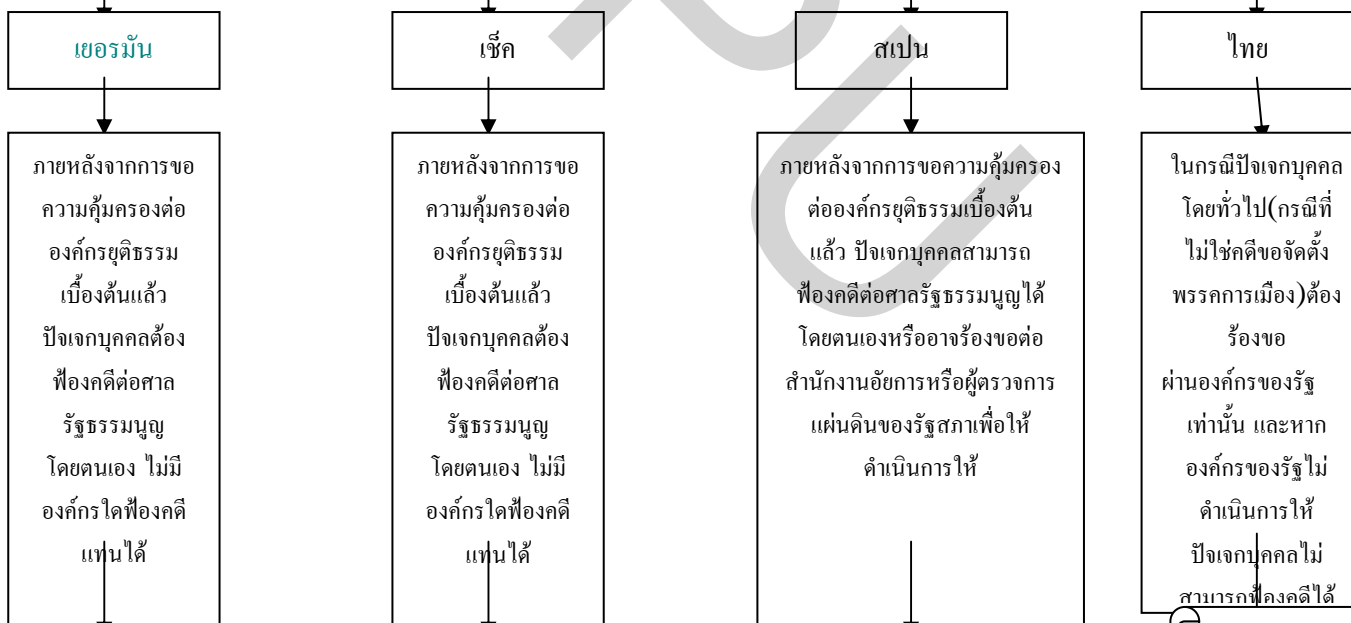 เยอรมัน
ภายหลังจากการขอ
ความคุ้มครองต่อ
องค์กรยุติธรรม
เบื้องต้นแล้ว
ปัจเจกบุคคลต้อง
ฟ้องคดีต่อศาล
รัฐธรรมนูญ
โดยตนเอง ไม่มี
องค์กรใดฟ้องคดี
แทนได้
เช็ค
ภายหลังจากการขอ
ความคุ้มครองต่อ
องค์กรยุติธรรม
เบื้องต้นแล้ว
ปัจเจกบุคคลต้อง
ฟ้องคดีต่อศาล
รัฐธรรมนูญ
โดยตนเอง ไม่มี
องค์กรใดฟ้องคดี
แทนได้
สเปน
ภายหลังจากการขอความคุ้มครอง
ต่อองค์กรยุติธรรมเบื้องต้น
แล้ว ปัจเจกบุคคลสามารถ
ฟ้องคดีต่อศาลรัฐธรรมนูญได้
โดยตนเองหรืออาจร้องขอต่อ
สำนักงานอัยการหรือผู้ตรวจการ
แผ่นดินของรัฐสภาเพื่อให้
ดำเนินการให้
ไทย
ในกรณีปัจเจกบุคคล
โดยทั่วไป(กรณีที่
ไม่ใช่คดีขอจัดตั้ง
พรรคการเมือง)ต้อง
ร้องขอ
ผ่านองค์กรของรัฐ
เท่านั้น และหาก
องค์กรของรัฐไม่
ดำเนินการให้
ปัจเจกบุคคลไม่
สามารถฟ้องคดีได้